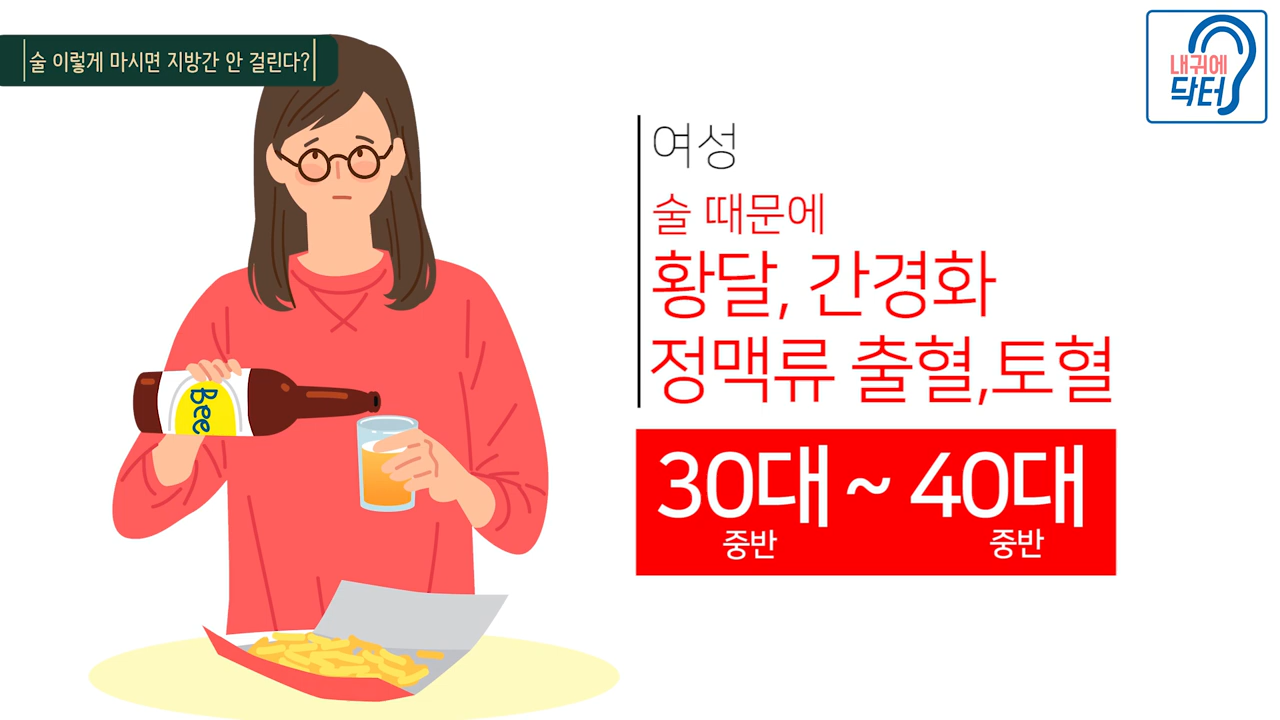 술 이렇게 마시면 지방간 안 걸린다?
내귀에
닥터
여성
술 때문에
황달, 간경화
정맥류 출혈,토혈
30대 ~ 40대
중반 중반
Bee